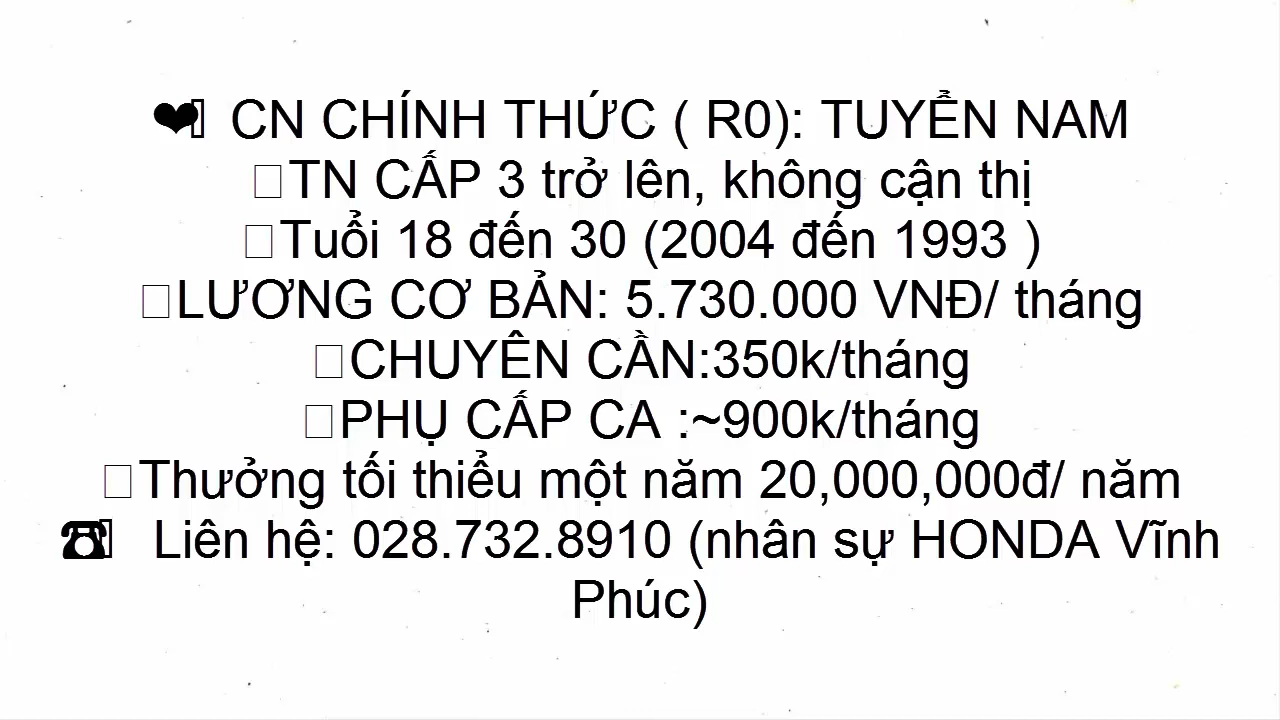 ❤️ CN CHÍNH THỨC ( R0): TUYỂN NAM
□TN CẤP 3 trở lên, không cận thị
□Tuổi 18 đến 30 (2004 đến 1993 )
□LƯƠNG CƠ BẢN: 5.730.000 VNĐ/ tháng
□CHUYÊN CẦN:350k/tháng
□PHỤ CẤP CA :~900k/tháng
□Thưởng tối thiểu một năm 20,000,000đ/ năm
☎️ Liên hệ: 028.732.8910 (nhân sự HONDA Vĩnh
Phúc)